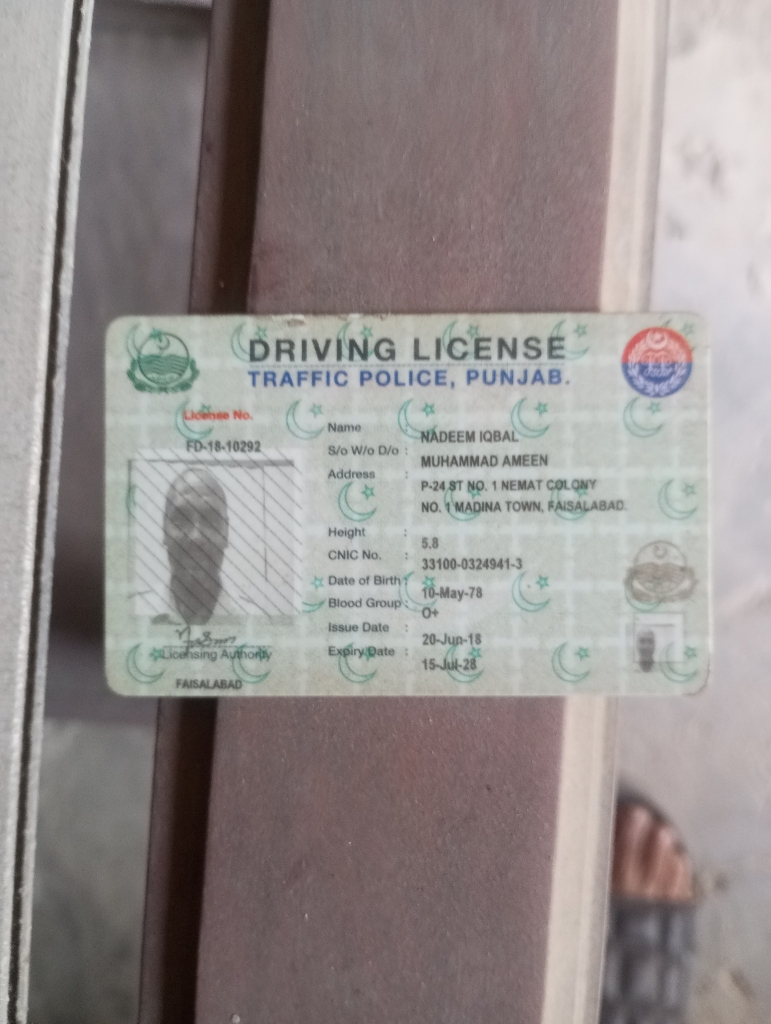 DRIVING LICENSE
TRAFFIC POLICE, PUNJAB.
License No.
FD-18-10292
Name NADEEM IQBAL
S/o W/o D/o : MUHAMMAD AMEEN
Address : P-24 ST NO. 1 NEMAT COLONY
NO. 1 MADINA TOWN, FAISALABAD.
Height : 5.8
CNIC No. : 33100-0324941-3
Date of Birth : 10-May-78
Blood Group : O+
Issue Date : 20-Jun-18
Expiry Date : 15-Jul-28
Licensing Authority
FAISALABAD